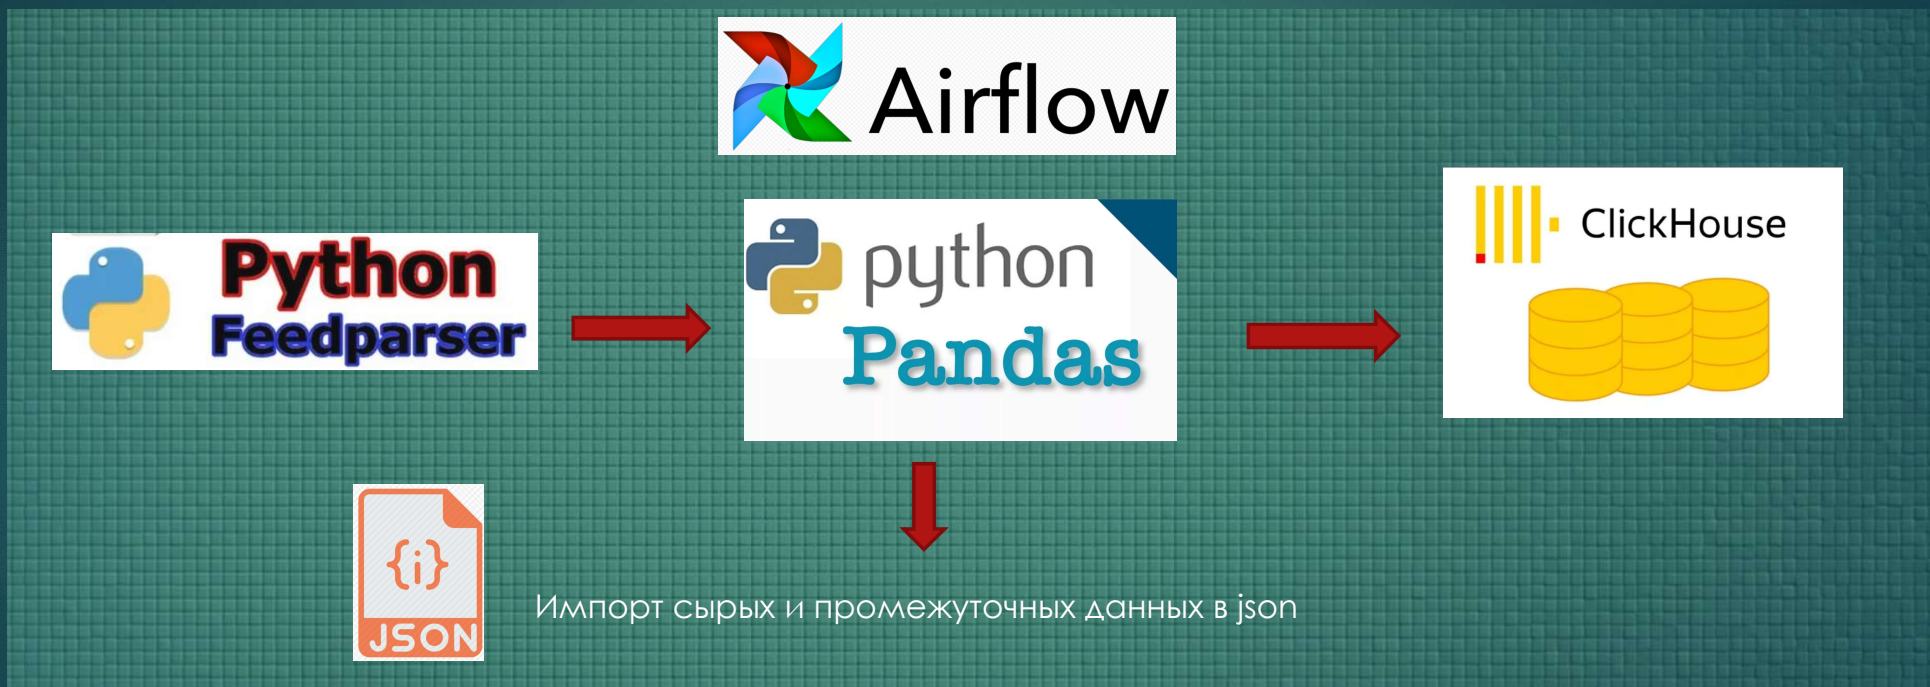 Airflow
Python
Feedparser
python
Pandas
ClickHouse
{i}
JSON
Импорт сырых и промежуточных данных в json